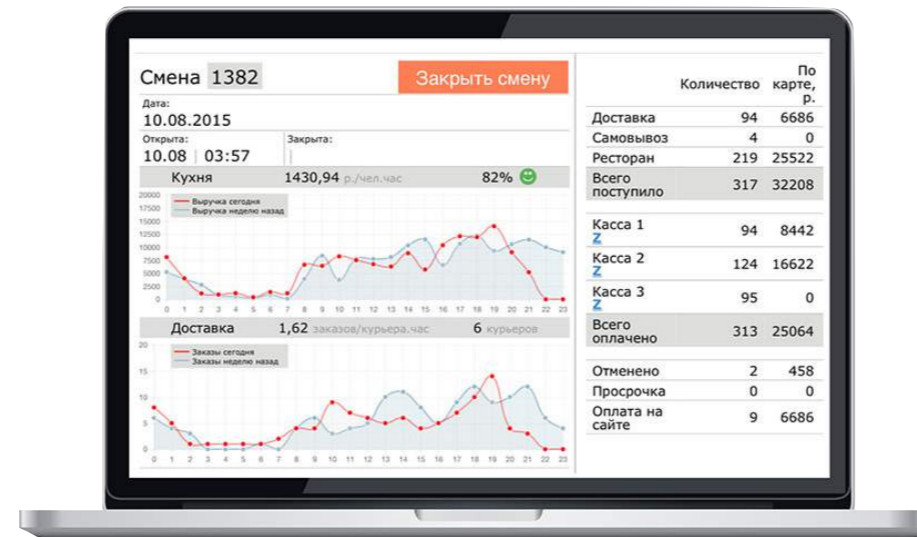 Смена 1382
Закрыть смену
Дата:
10.08.2015
Открыта:
Закрыта:
10.08 | 03:57
Кухня 1430,94 р./чел.час 82%
Выручка сегодня
Выручка неделю назад
20000
17500
15000
12500
10000
7500
5000
2500
0
0 1 2 3 4 5 6 7 8 9 10 11 12 13 14 15 16 17 18 19 20 21 22 23
Доставка 1,62 заказов/курьера.час 6 курьеров
Заказы сегодня
Заказы неделю назад
20
15
10
5
0
0 1 2 3 4 5 6 7 8 9 10 11 12 13 14 15 16 17 18 19 20 21 22 23
Количество
По
карте,
р.
Доставка 94 6686
Самовывоз 4 0
Ресторан 219 25522
Всего
поступило 317 32208
Касса 1 94 8442
Z
Касса 2 124 16622
Z
Касса 3 95 0
Z
Всего
оплачено 313 25064
Отменено 2 458
Просрочка 0 0
Оплата на
сайте 9 6686